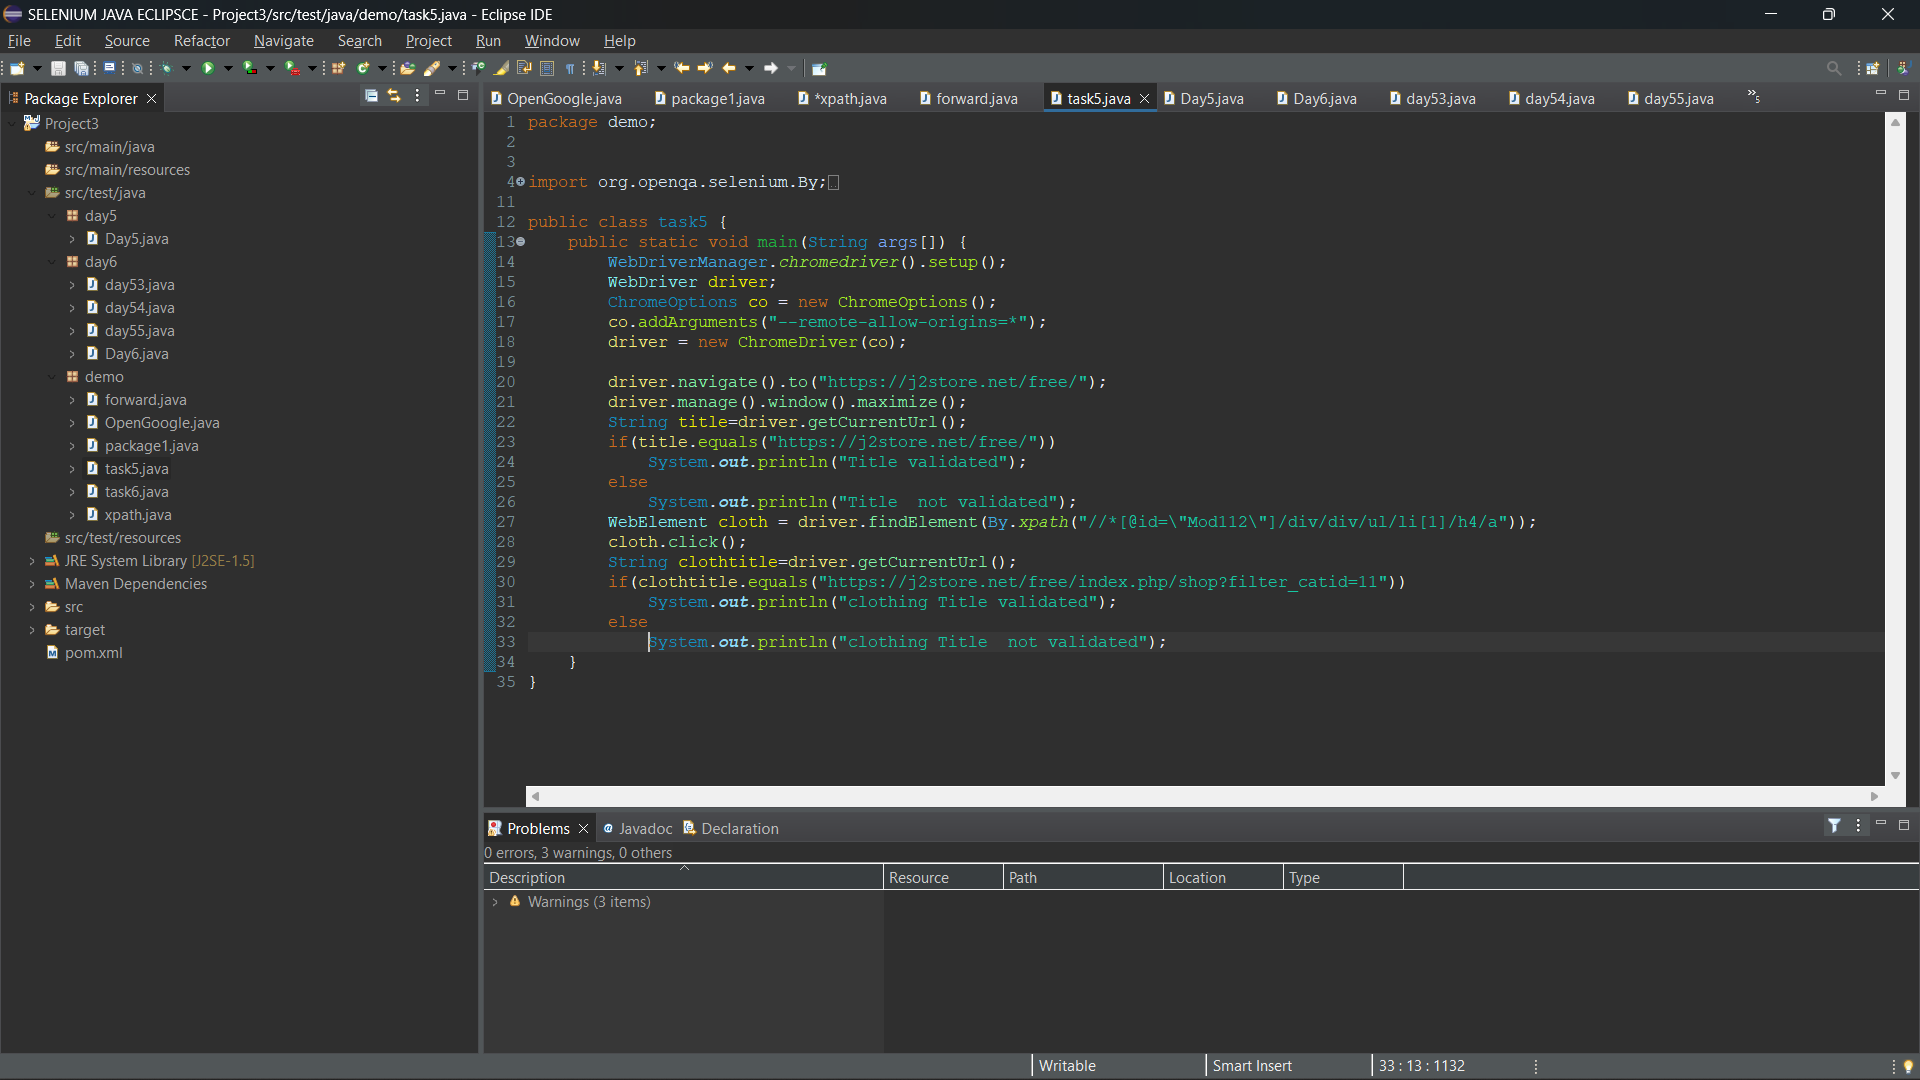 SELENIUM JAVA ECLIPSCE - Project3/src/test/java/demo/task5.java - Eclipse IDE
File Edit Source Refactor Navigate Search Project Run Window Help
Package Explorer
Project3
src/main/java
src/main/resources
src/test/java
day5
Day5.java
day6
day53.java
day54.java
day55.java
Day6.java
demo
forward.java
OpenGoogle.java
package1.java
task5.java
task6.java
xpath.java
src/test/resources
JRE System Library [J2SE-1.5]
Maven Dependencies
src
target
pom.xml
OpenGoogle.java package1.java *xpath.java forward.java task5.java Day5.java Day6.java day53.java day54.java day55.java »5
1 package demo;
2
3
4 import org.openqa.selenium.By;
11
12 public class task5 {
13 public static void main(String args[]) {
14 WebDriverManager.chromedriver().setup();
15 WebDriver driver;
16 ChromeOptions co = new ChromeOptions();
17 co.addArguments("--remote-allow-origins=*");
18 driver = new ChromeDriver(co);
19
20 driver.navigate().to("https://j2store.net/free/");
21 driver.manage().window().maximize();
22 String title=driver.getCurrentUrl();
23 if(title.equals("https://j2store.net/free/"))
24 System.out.println("Title validated");
25 else
26 System.out.println("Title  not validated");
27 WebElement cloth = driver.findElement(By.xpath("//*[@id=\"Mod112\"]/div/div/ul/li[1]/h4/a"));
28 cloth.click();
29 String clothtitle=driver.getCurrentUrl();
30 if(clothtitle.equals("https://j2store.net/free/index.php/shop?filter_catid=11"))
31 System.out.println("clothing Title validated");
32 else
33 System.out.println("clothing Title  not validated");
34 }
35 }
Problems Javadoc Declaration
0 errors, 3 warnings, 0 others
Description Resource Path Location Type
Warnings (3 items)
Writable Smart Insert 33 : 13 : 1132